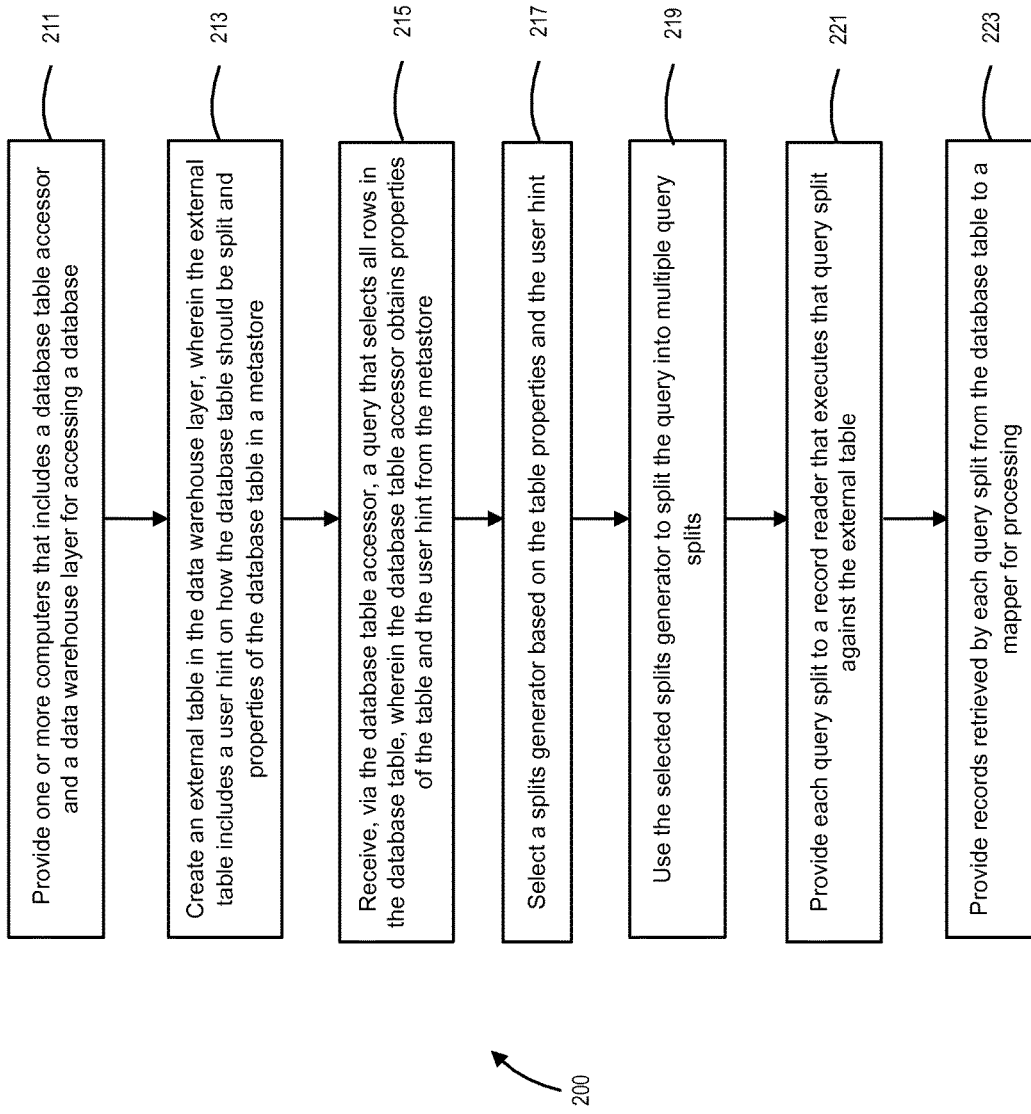 Provide one or more computers that includes a database table accessor
and a data warehouse layer for accessing a database
211
Create an external table in the data warehouse layer, wherein the external
table includes a user hint on how the database table should be split and
properties of the database table in a metastore
213
Receive, via the database table accessor, a query that selects all rows in
the database table, wherein the database table accessor obtains properties
of the table and the user hint from the metastore
215
Select a splits generator based on the table properties and the user hint
217
Use the selected splits generator to split the query into multiple query
splits
219
Provide each query split to a record reader that executes that query split
against the external table
221
Provide records retrieved by each query split from the database table to a
mapper for processing
223
200